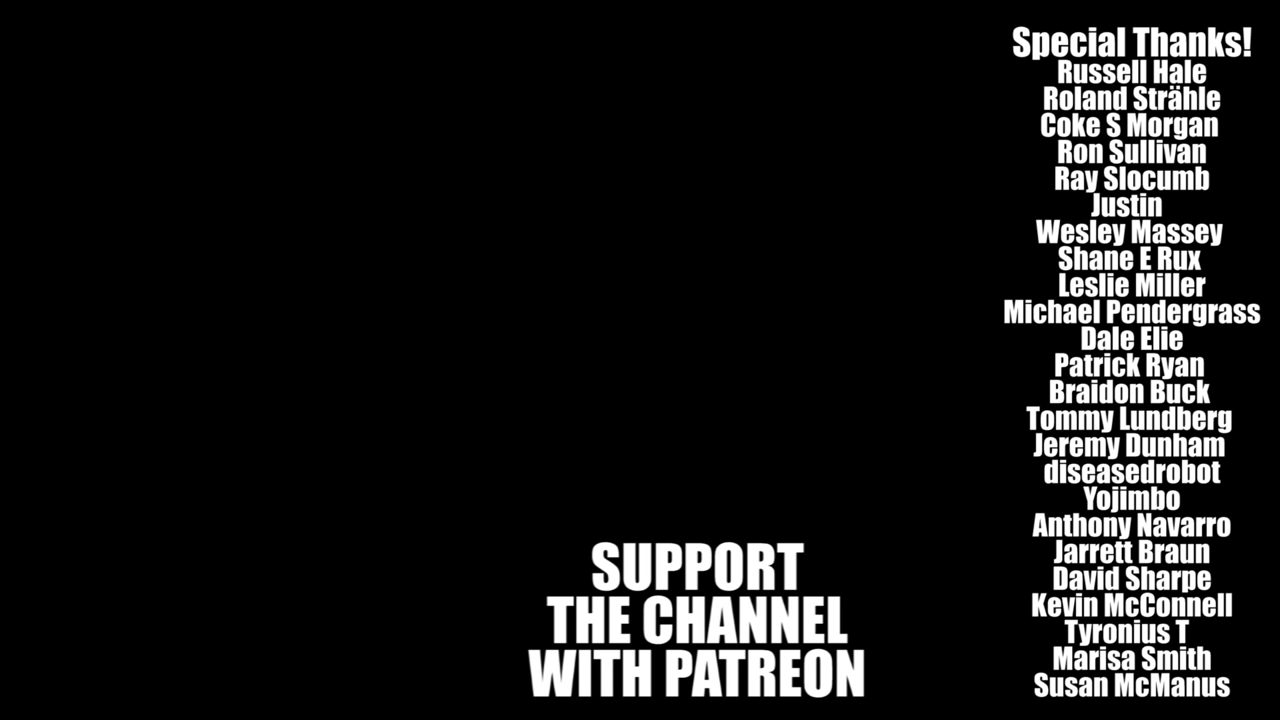 Special Thanks!
Russell Hale
Roland Strähle
Coke S Morgan
Ron Sullivan
Ray Slocumb
Justin
Wesley Massey
Shane E Rux
Leslie Miller
Michael Pendergrass
Dale Elie
Patrick Ryan
Braidon Buck
Tommy Lundberg
Jeremy Dunham
diseasedrobot
Yojimbo
Anthony Navarro
Jarrett Braun
David Sharpe
Kevin McConnell
Tyronius T
Marisa Smith
Susan McManus
SUPPORT
THE CHANNEL
WITH PATREON